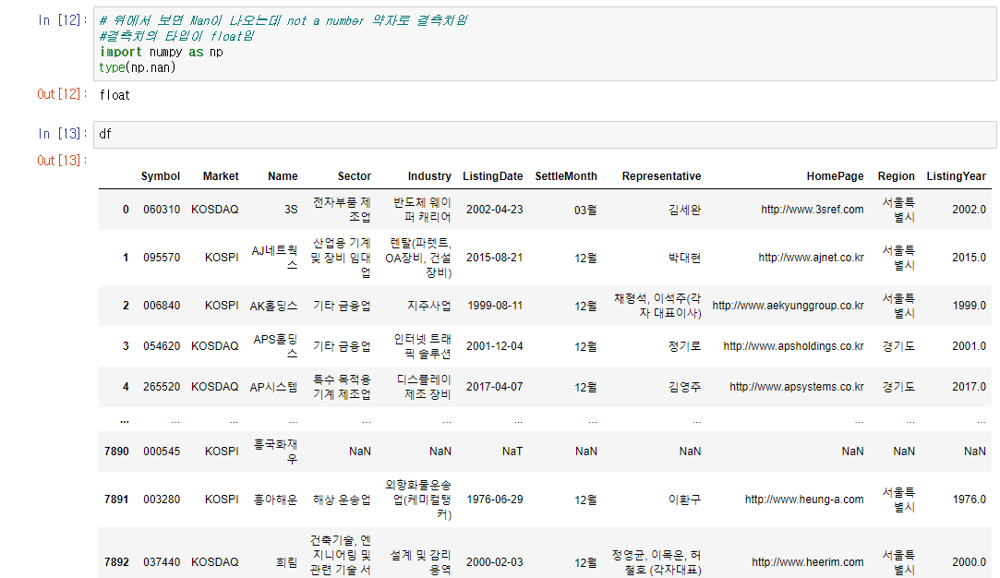 In [12]: # 위에서 보면 Nan이 나오는데 not a number 약자로 결측치임
#결측치의 타입이 float임
import numpy as np
type(np.nan)
Out[12]: float
In [13]: df
Out[13]:
Symbol Market Name Sector Industry ListingDate SettleMonth Representative HomePage Region ListingYear
0 060310 KOSDAQ 3S 전자부품 제조업 반도체 웨이퍼 캐리어 2002-04-23 03월 김세완 http://www.3sref.com 서울특별시 2002.0
1 095570 KOSPI AJ네트웍스 산업용 기계 및 장비 임대업 렌탈(파렛트, OA장비, 건설장비) 2015-08-21 12월 박대현 http://www.ajnet.co.kr 서울특별시 2015.0
2 006840 KOSPI AK홀딩스 기타 금융업 지주사업 1999-08-11 12월 채형석, 이석주(각자 대표이사) http://www.aekyunggroup.co.kr 서울특별시 1999.0
3 054620 KOSDAQ APS홀딩스 기타 금융업 인터넷 트래픽 솔루션 2001-12-04 12월 정기로 http://www.apsholdings.co.kr 경기도 2001.0
4 265520 KOSDAQ AP시스템 특수 목적용 기계 제조업 디스플레이 제조 장비 2017-04-07 12월 김영주 http://www.apsystems.co.kr 경기도 2017.0
... ... ... ... ... ... ... ... ... ... ... ...
7890 000545 KOSPI 흥국화재우 NaN NaN NaT NaN NaN NaN NaN NaN
7891 003280 KOSPI 흥아해운 해상 운송업 외항화물운송업(케미컬탱커) 1976-06-29 12월 이환구 http://www.heung-a.com 서울특별시 1976.0
7892 037440 KOSDAQ 희림 건축기술, 엔지니어링 및 관련 기술 서 설계 및 감리용역 2000-02-03 12월 정영균, 이목운, 허철호 (각자대표) http://www.heerim.com 서울특별시 2000.0